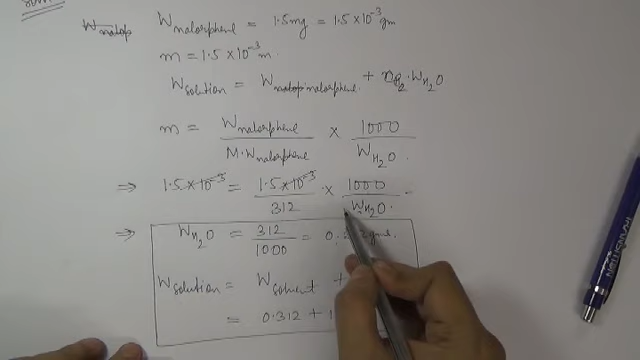 Soln.
W nalorphene = 1.5mg = 1.5 × 10⁻³ gm
m = 1.5 × 10⁻³ m.
W solution = W nalorphene. + W H₂O
m = W nalorphene / M.W nalorphene × 1000 / W H₂O.
⇒ 1.5 × 10⁻³ = 1.5 × 10⁻³ / 312 × 1000 / W H₂O.
⇒ W H₂O = 312 / 1000 = 0.
W solution = W solvent +
= 0.312 + 1